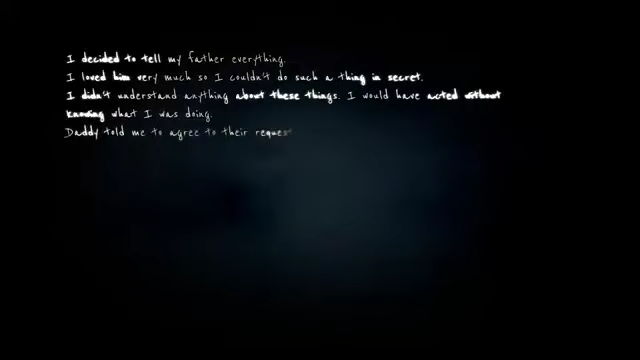 I decided to tell my father everything.
I loved him very much so I couldn't do such a thing in secret.
I didn't understand anything about these things. I would have acted without
knowing what I was doing.
Daddy told me to agree to their reques